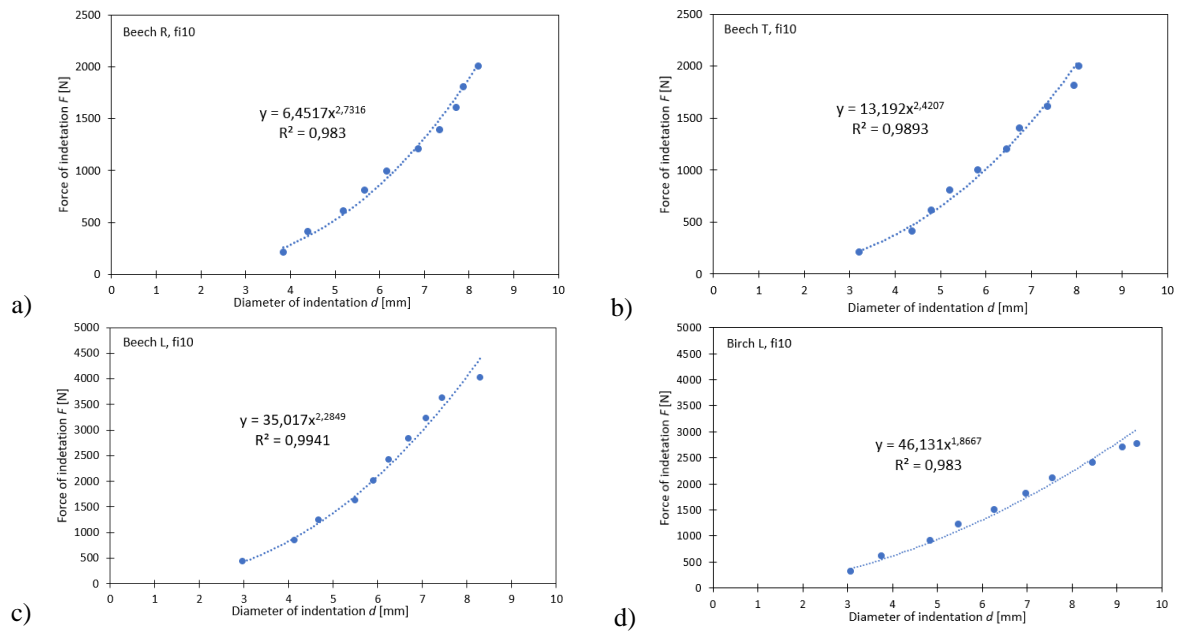 2500
2000
1500
1000
500
0
Force of indetation F [N]
Beech R, fi10
y = 6,4517x^2,7316
R² = 0,983
0 1 2 3 4 5 6 7 8 9 10
Diameter of indentation d [mm]
a)
2500
2000
1500
1000
500
0
Force of indetation F [N]
Beech T, fi10
y = 13,192x^2,4207
R² = 0,9893
0 1 2 3 4 5 6 7 8 9 10
Diameter of indentation d [mm]
b)
5000
4500
4000
3500
3000
2500
2000
1500
1000
500
0
Force of indetation F [N]
Beech L, fi10
y = 35,017x^2,2849
R² = 0,9941
0 1 2 3 4 5 6 7 8 9 10
Diameter of indentation d [mm]
c)
5000
4500
4000
3500
3000
2500
2000
1500
1000
500
0
Force of indetation F [N]
Birch L, fi10
y = 46,131x^1,8667
R² = 0,983
0 1 2 3 4 5 6 7 8 9 10
Diameter of indentation d [mm]
d)